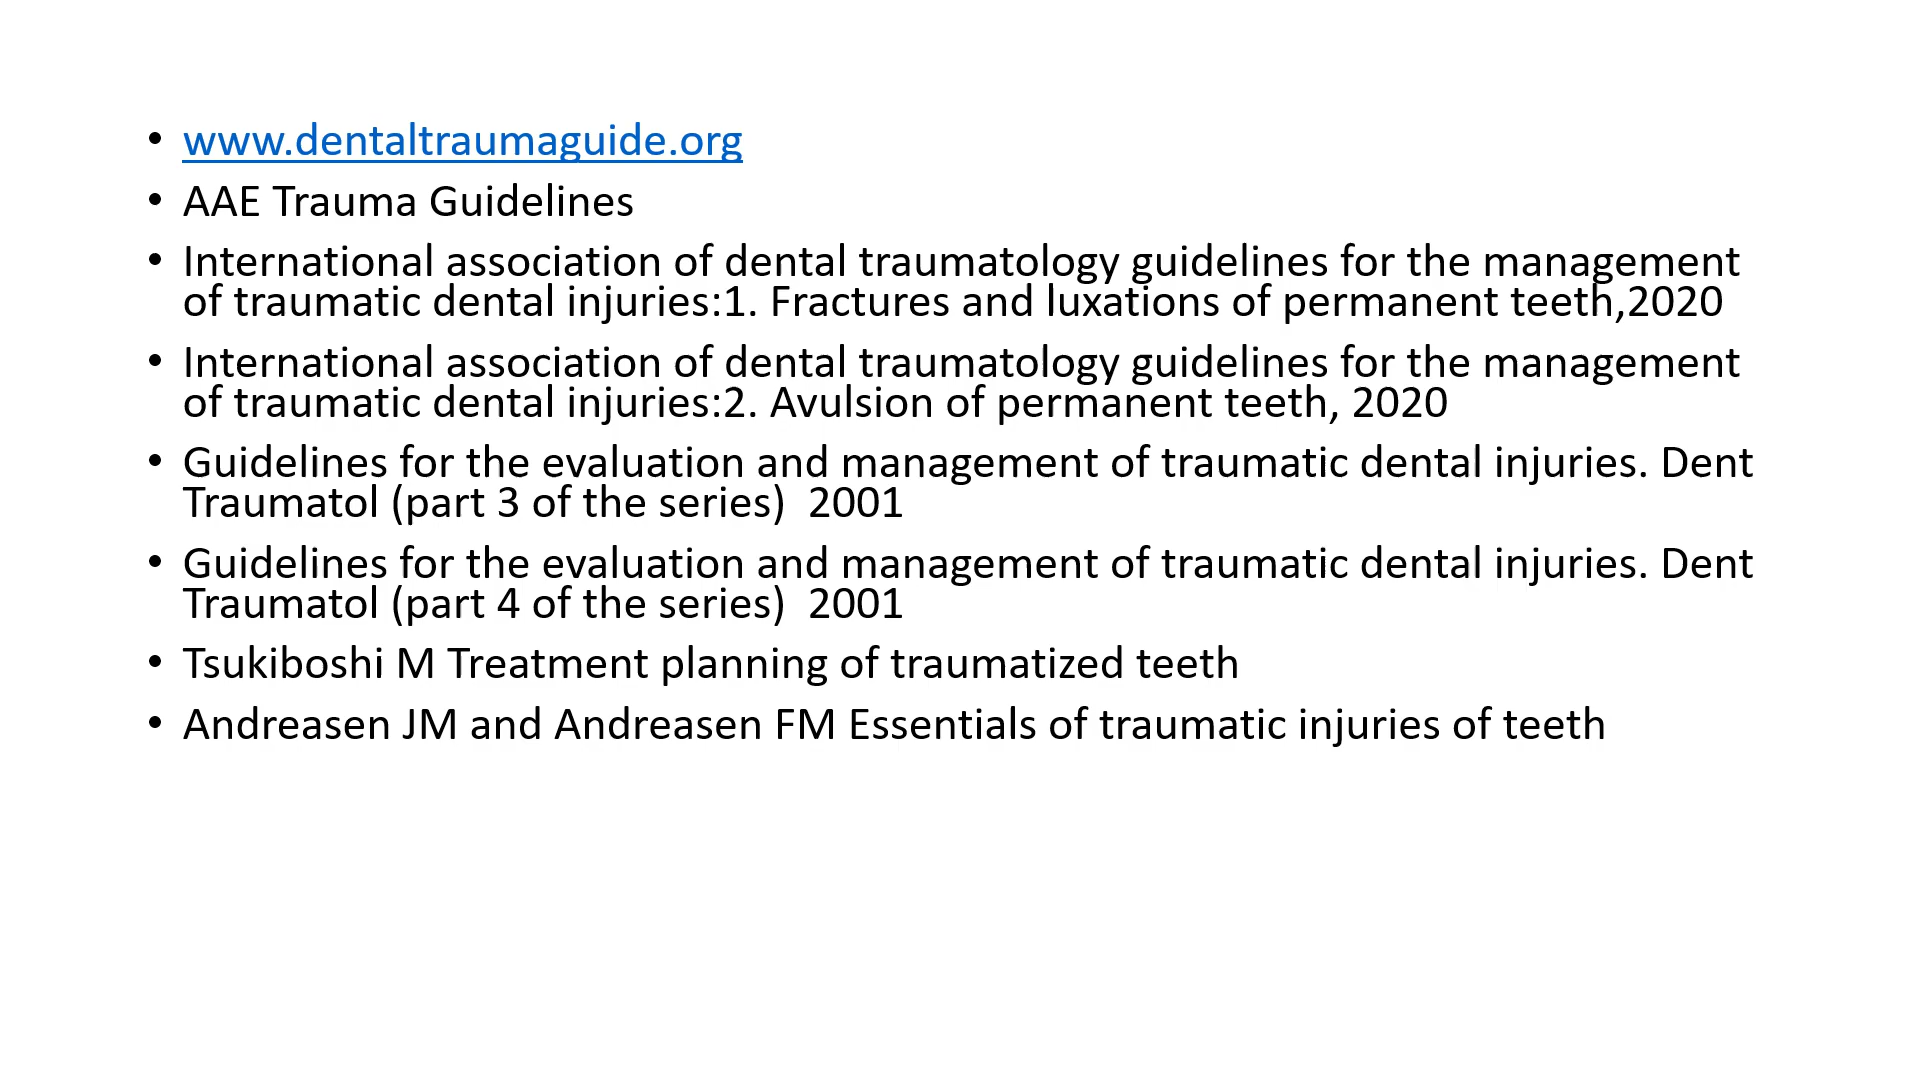 • www.dentaltraumaguide.org
• AAE Trauma Guidelines
• International association of dental traumatology guidelines for the management
of traumatic dental injuries:1. Fractures and luxations of permanent teeth,2020
• International association of dental traumatology guidelines for the management
of traumatic dental injuries:2. Avulsion of permanent teeth, 2020
• Guidelines for the evaluation and management of traumatic dental injuries. Dent
Traumatol (part 3 of the series)  2001
• Guidelines for the evaluation and management of traumatic dental injuries. Dent
Traumatol (part 4 of the series)  2001
• Tsukiboshi M Treatment planning of traumatized teeth
• Andreasen JM and Andreasen FM Essentials of traumatic injuries of teeth